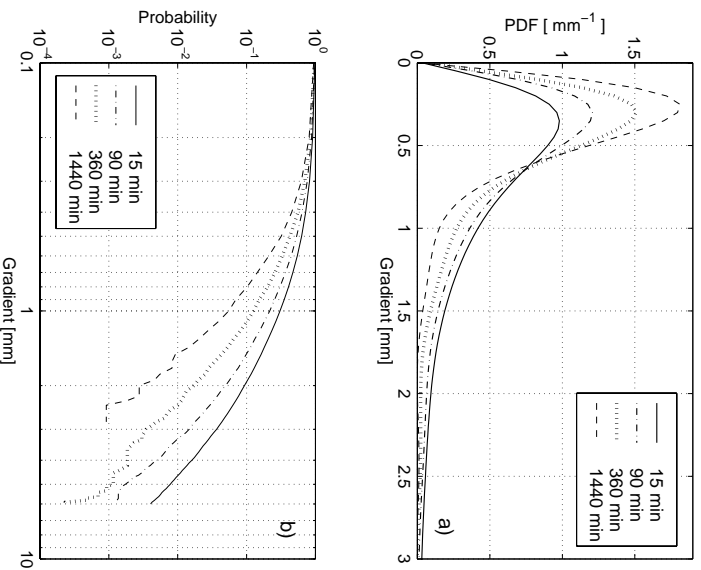 PDF [ mm⁻¹ ]
0
0.5
1
1.5
0
0.5
1
1.5
2
2.5
3
Gradient [mm]
15 min
90 min
360 min
1440 min
a)
Probability
10⁰
10⁻¹
10⁻²
10⁻³
10⁻⁴
0.1
1
10
Gradient [mm]
15 min
90 min
360 min
1440 min
b)